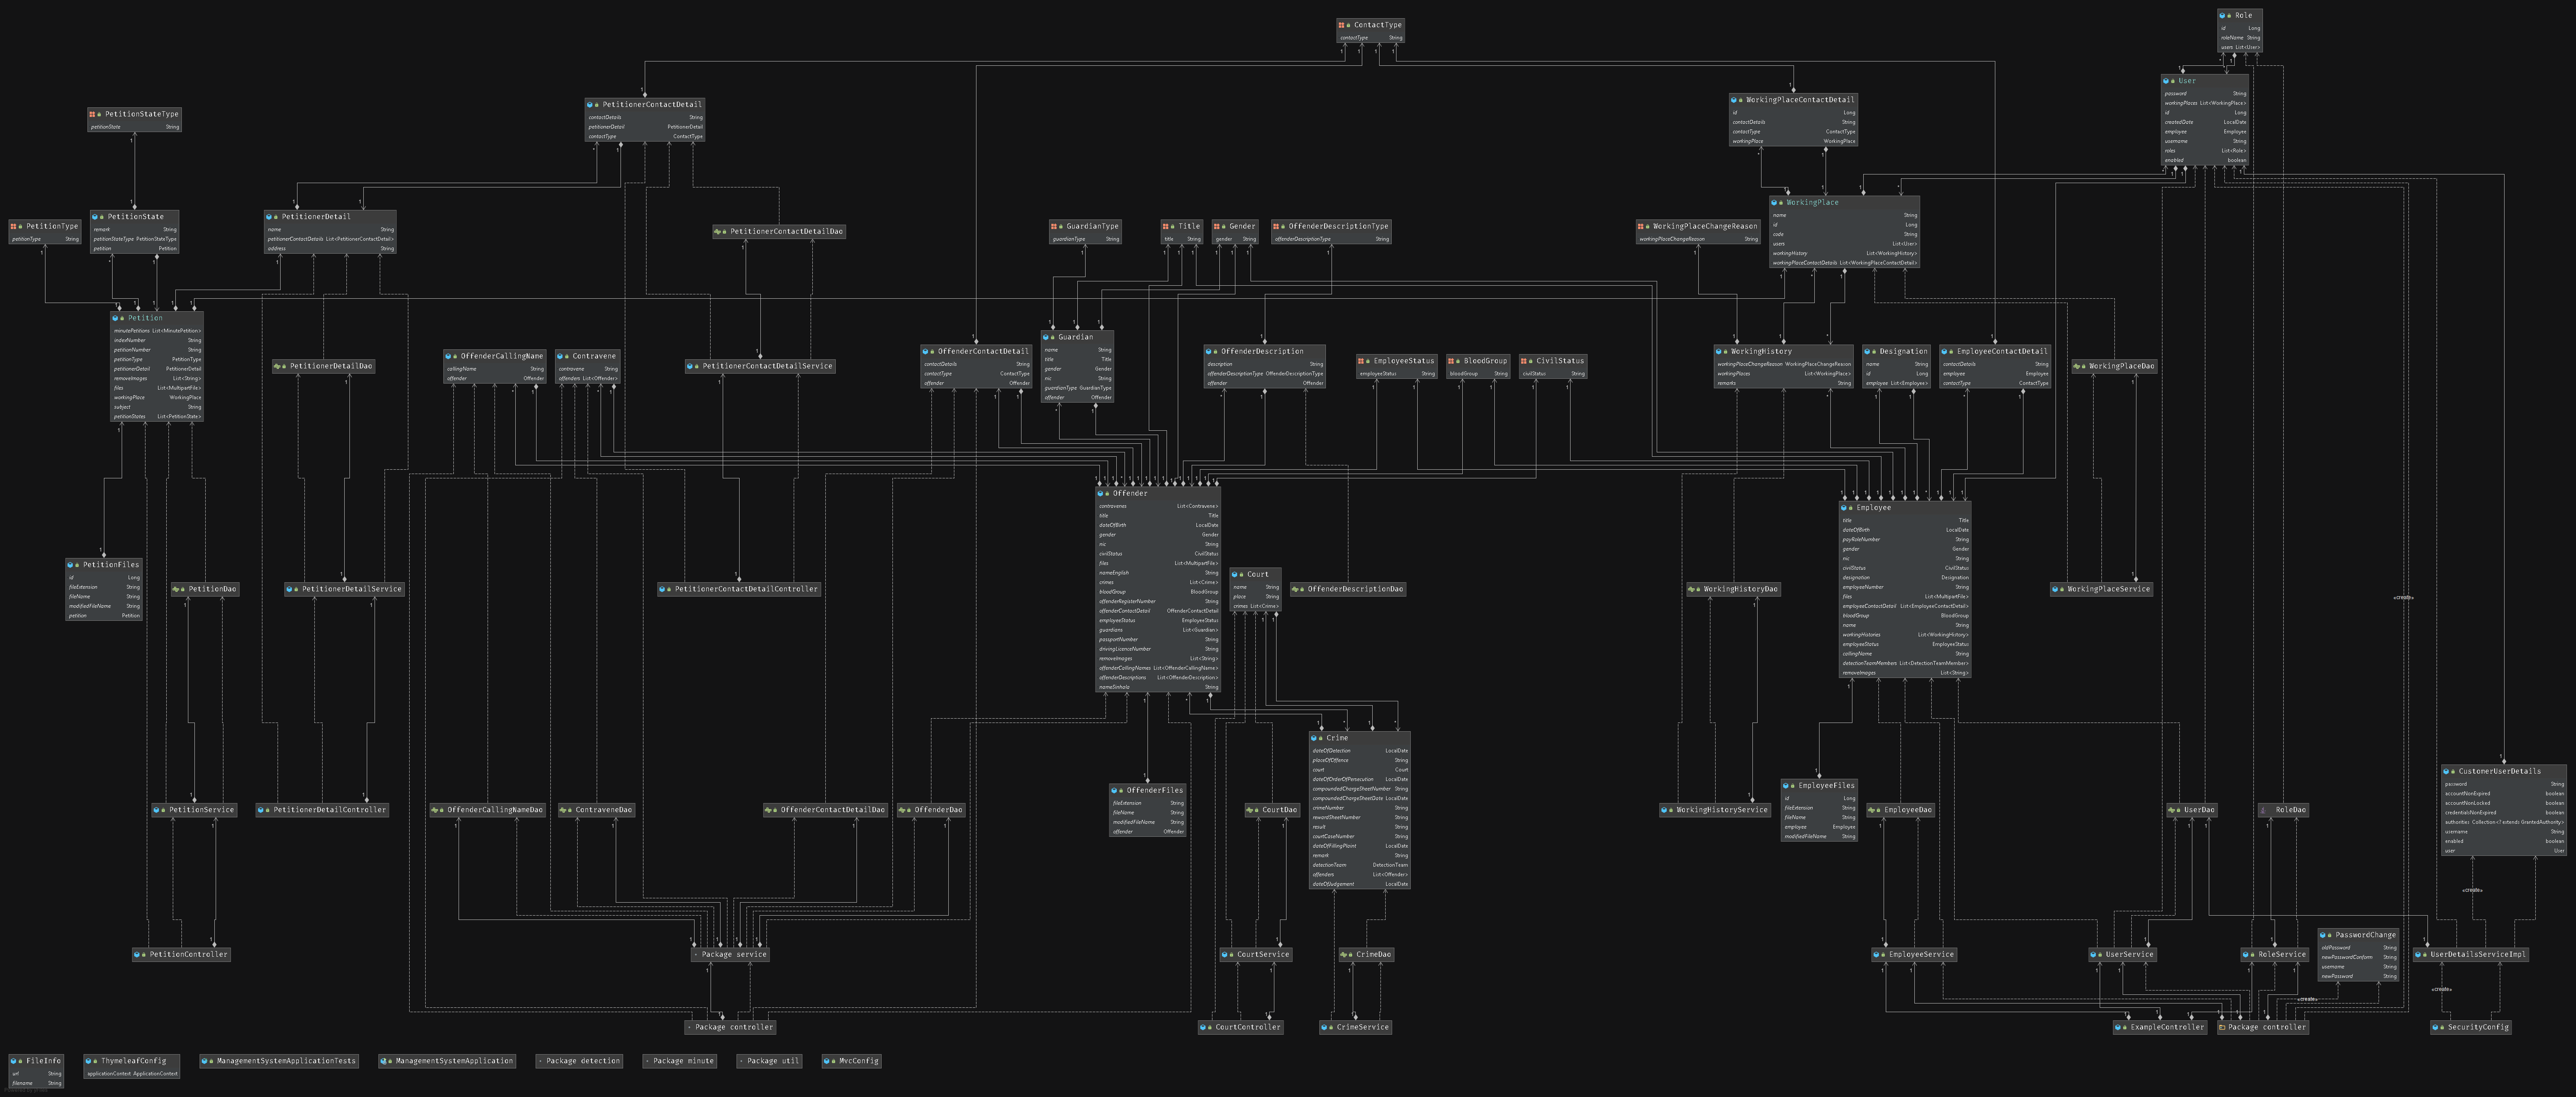 ContactType
contactType String
Role
id Long
roleName String
users List<User>
User
password String
workingPlaces List<WorkingPlace>
id Long
createdDate LocalDate
employee Employee
username String
roles List<Role>
enabled boolean
PetitionStateType
petitionState String
PetitionerContactDetail
contactDetails String
petitionerDetail PetitionerDetail
contactType ContactType
WorkingPlaceContactDetail
id Long
contactDetails String
contactType ContactType
workingPlace WorkingPlace
PetitionType
petitionType String
PetitionState
remark String
petitionStateType PetitionStateType
petition Petition
PetitionerDetail
name String
petitionerContactDetails List<PetitionerContactDetail>
address String
PetitionerContactDetailDao
GuardianType
guardianType String
Title
title String
Gender
gender String
OffenderDescriptionType
offenderDescriptionType String
WorkingPlaceChangeReason
workingPlaceChangeReason String
WorkingPlace
name String
id Long
code String
users List<User>
workingHistory List<WorkingHistory>
workingPlaceContactDetails List<WorkingPlaceContactDetail>
Petition
minutePetitions List<MinutePetition>
indexNumber String
petitionNumber String
petitionType PetitionType
petitionerDetail PetitionerDetail
removeImages List<String>
files List<MultipartFile>
workingPlace WorkingPlace
subject String
petitionStates List<PetitionState>
PetitionerDetailDao
OffenderCallingName
callingName String
offender Offender
Contravene
contravene String
offenders List<Offender>
PetitionerContactDetailService
OffenderContactDetail
contactDetails String
contactType ContactType
offender Offender
Guardian
name String
title Title
gender Gender
nic String
guardianType GuardianType
offender Offender
OffenderDescription
description String
offenderDescriptionType OffenderDescriptionType
offender Offender
EmployeeStatus
employeeStatus String
BloodGroup
bloodGroup String
CivilStatus
civilStatus String
WorkingHistory
workingPlaceChangeReason WorkingPlaceChangeReason
workingPlaces List<WorkingPlace>
remarks String
Designation
name String
id Long
employee List<Employee>
EmployeeContactDetail
contactDetails String
employee Employee
contactType ContactType
WorkingPlaceDao
Offender
contravenes List<Contravene>
title Title
dateOfBirth LocalDate
gender Gender
nic String
civilStatus CivilStatus
files List<MultipartFile>
nameEnglish String
crimes List<Crime>
bloodGroup BloodGroup
offenderRegisterNumber String
offenderContactDetail OffenderContactDetail
employeeStatus EmployeeStatus
guardians List<Guardian>
passportNumber String
drivingLicenceNumber String
removeImages List<String>
offenderCallingNames List<OffenderCallingName>
offenderDescriptions List<OffenderDescription>
nameSinhala String
Employee
title Title
dateOfBirth LocalDate
payRoleNumber String
gender Gender
nic String
civilStatus CivilStatus
designation Designation
employeeNumber String
files List<MultipartFile>
employeeContactDetail List<EmployeeContactDetail>
bloodGroup BloodGroup
name String
workingHistories List<WorkingHistory>
employeeStatus EmployeeStatus
callingName String
detectionTeamMembers List<DetectionTeamMember>
removeImages List<String>
PetitionFiles
id Long
fileExtension String
fileName String
modifiedFileName String
petition Petition
PetitionDao
PetitionerDetailService
PetitionerContactDetailController
Court
name String
place String
crimes List<Crime>
OffenderDescriptionDao
WorkingHistoryDao
WorkingPlaceService
«create»
Crime
dateOfDetection LocalDate
placeOfOffence String
court Court
dateOfOrderOfPersecution LocalDate
compoundedChargeSheetNumber String
compoundedChargeSheetDate LocalDate
crimeNumber String
rewardSheetNumber String
result String
courtCaseNumber String
dateOfFillingPlaint LocalDate
remark String
detectionTeam DetectionTeam
offenders List<Offender>
dateOfJudgement LocalDate
PetitionService
PetitionerDetailController
OffenderCallingNameDao
ContraveneDao
OffenderContactDetailDao
OffenderDao
OffenderFiles
fileExtension String
fileName String
modifiedFileName String
offender Offender
CourtDao
WorkingHistoryService
EmployeeFiles
id Long
fileExtension String
fileName String
employee Employee
modifiedFileName String
EmployeeDao
UserDao
RoleDao
CustonerUserDetails
password String
accountNonExpired boolean
accountNonLocked boolean
credentialsNonExpired boolean
authorities Collection<? extends GrantedAuthority>
username String
enabled boolean
user User
«create»
PetitionController
Package service
CourtService
CrimeDao
EmployeeService
UserService
RoleService
PasswordChange
oldPassword String
newPasswordConform String
username String
newPassword String
UserDetailsServiceImpl
«create»
«create»
Package controller
CourtController
CrimeService
ExampleController
Package controller
SecurityConfig
FileInfo
url String
filename String
ThymeleafConfig
applicationContext ApplicationContext
ManagementSystemApplicationTests
ManagementSystemApplication
Package detection
Package minute
Package util
MvcConfig